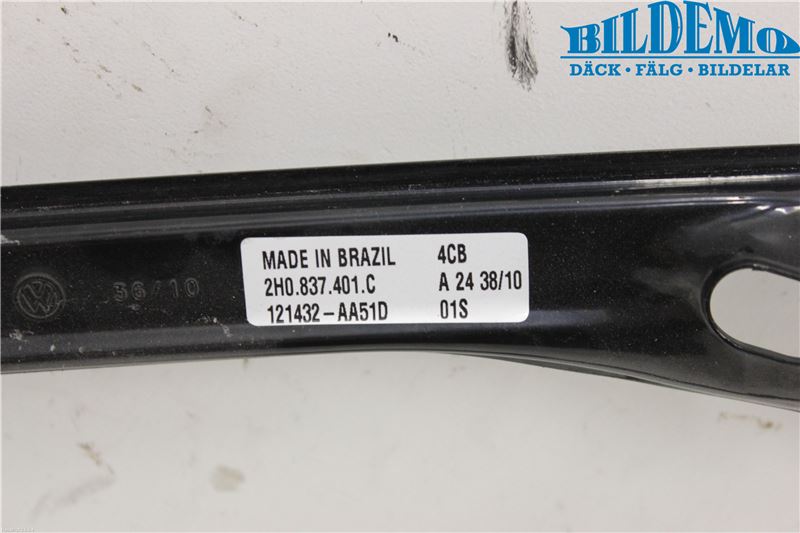 BILDEMO
DÄCK • FÄLG • BILDELAR
MADE IN BRAZIL 4CB
2H0.837.401.C A 24 38/10
121432-AA51D 01S
VW 36/10